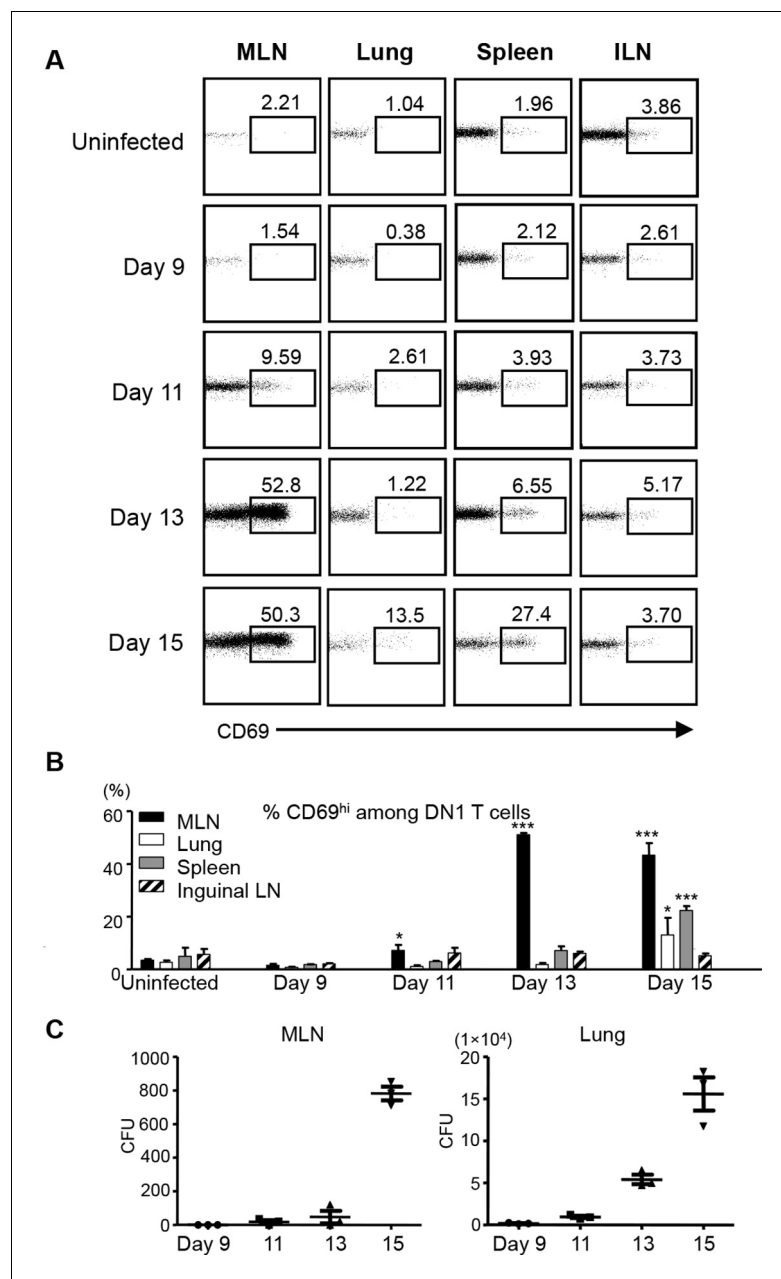 A
MLN Lung Spleen ILN
Uninfected 2.21 1.04 1.96 3.86
Day 9 1.54 0.38 2.12 2.61
Day 11 9.59 2.61 3.93 3.73
Day 13 52.8 1.22 6.55 5.17
Day 15 50.3 13.5 27.4 3.70
CD69
B
(%)
% CD69hi among DN1 T cells
60
40
20
0
MLN
Lung
Spleen
Inguinal LN
* *** *** * ***
Uninfected Day 9 Day 11 Day 13 Day 15
C
MLN
CFU
1000
800
600
400
200
0
Day 9 11 13 15
(1×10⁴) Lung
CFU
20
15
10
5
0
Day 9 11 13 15